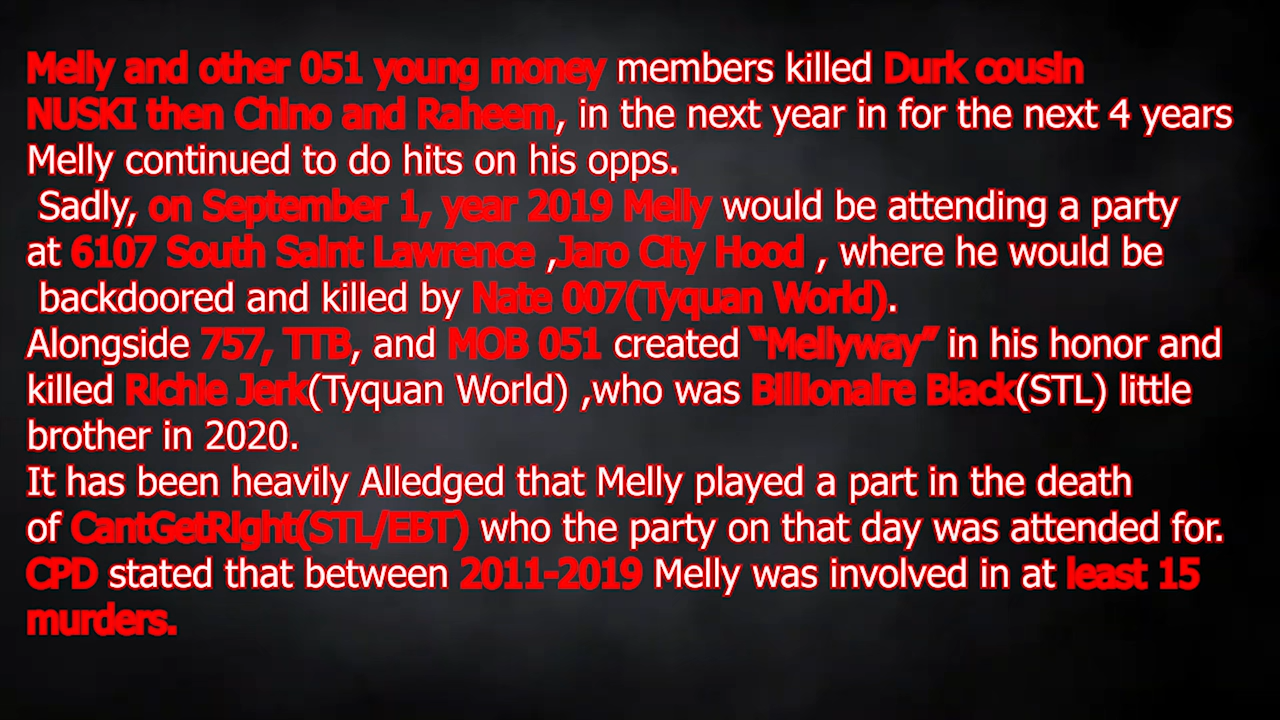 Melly and other 051 young money members killed Durk cousin
NUSKI then Chino and Raheem, in the next year in for the next 4 years
Melly continued to do hits on his opps.
Sadly, on September 1, year 2019 Melly would be attending a party
at 6107 South Saint Lawrence ,Jaro City Hood , where he would be
backdoored and killed by Nate 007(Tyquan World).
Alongside 757, TTB, and MOB 051 created “Mellyway” in his honor and
killed Richie Jerk(Tyquan World) ,who was Billionaire Black(STL) little
brother in 2020.
It has been heavily Alledged that Melly played a part in the death
of CantGetRight(STL/EBT) who the party on that day was attended for.
CPD stated that between 2011-2019 Melly was involved in at least 15
murders.